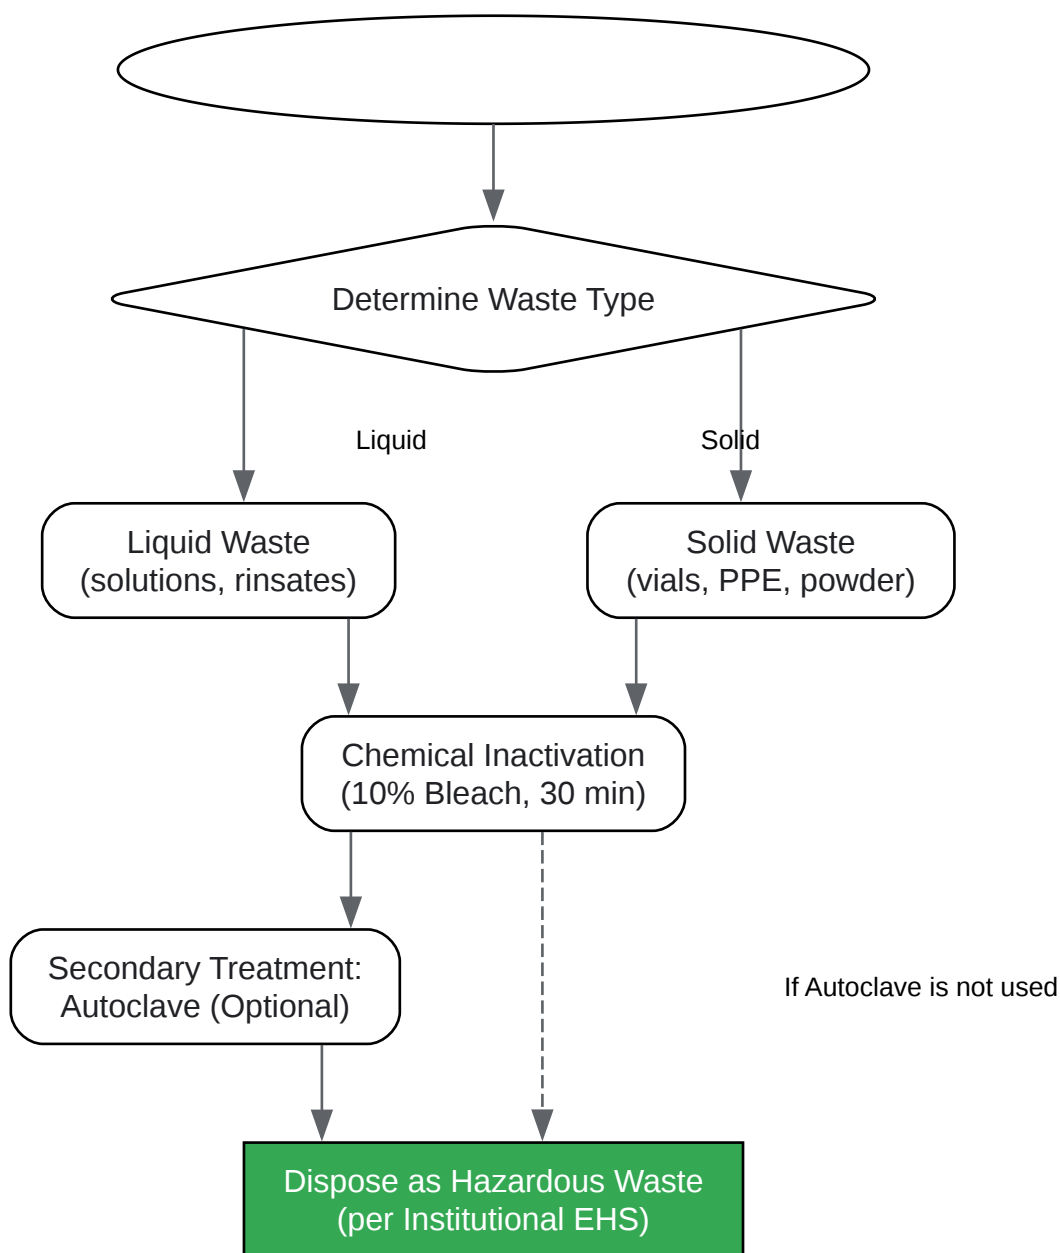 Determine Waste Type
Liquid
Solid
Liquid Waste
(solutions, rinsates)
Solid Waste
(vials, PPE, powder)
Chemical Inactivation
(10% Bleach, 30 min)
Secondary Treatment:
Autoclave (Optional)
If Autoclave is not used
Dispose as Hazardous Waste
(per Institutional EHS)